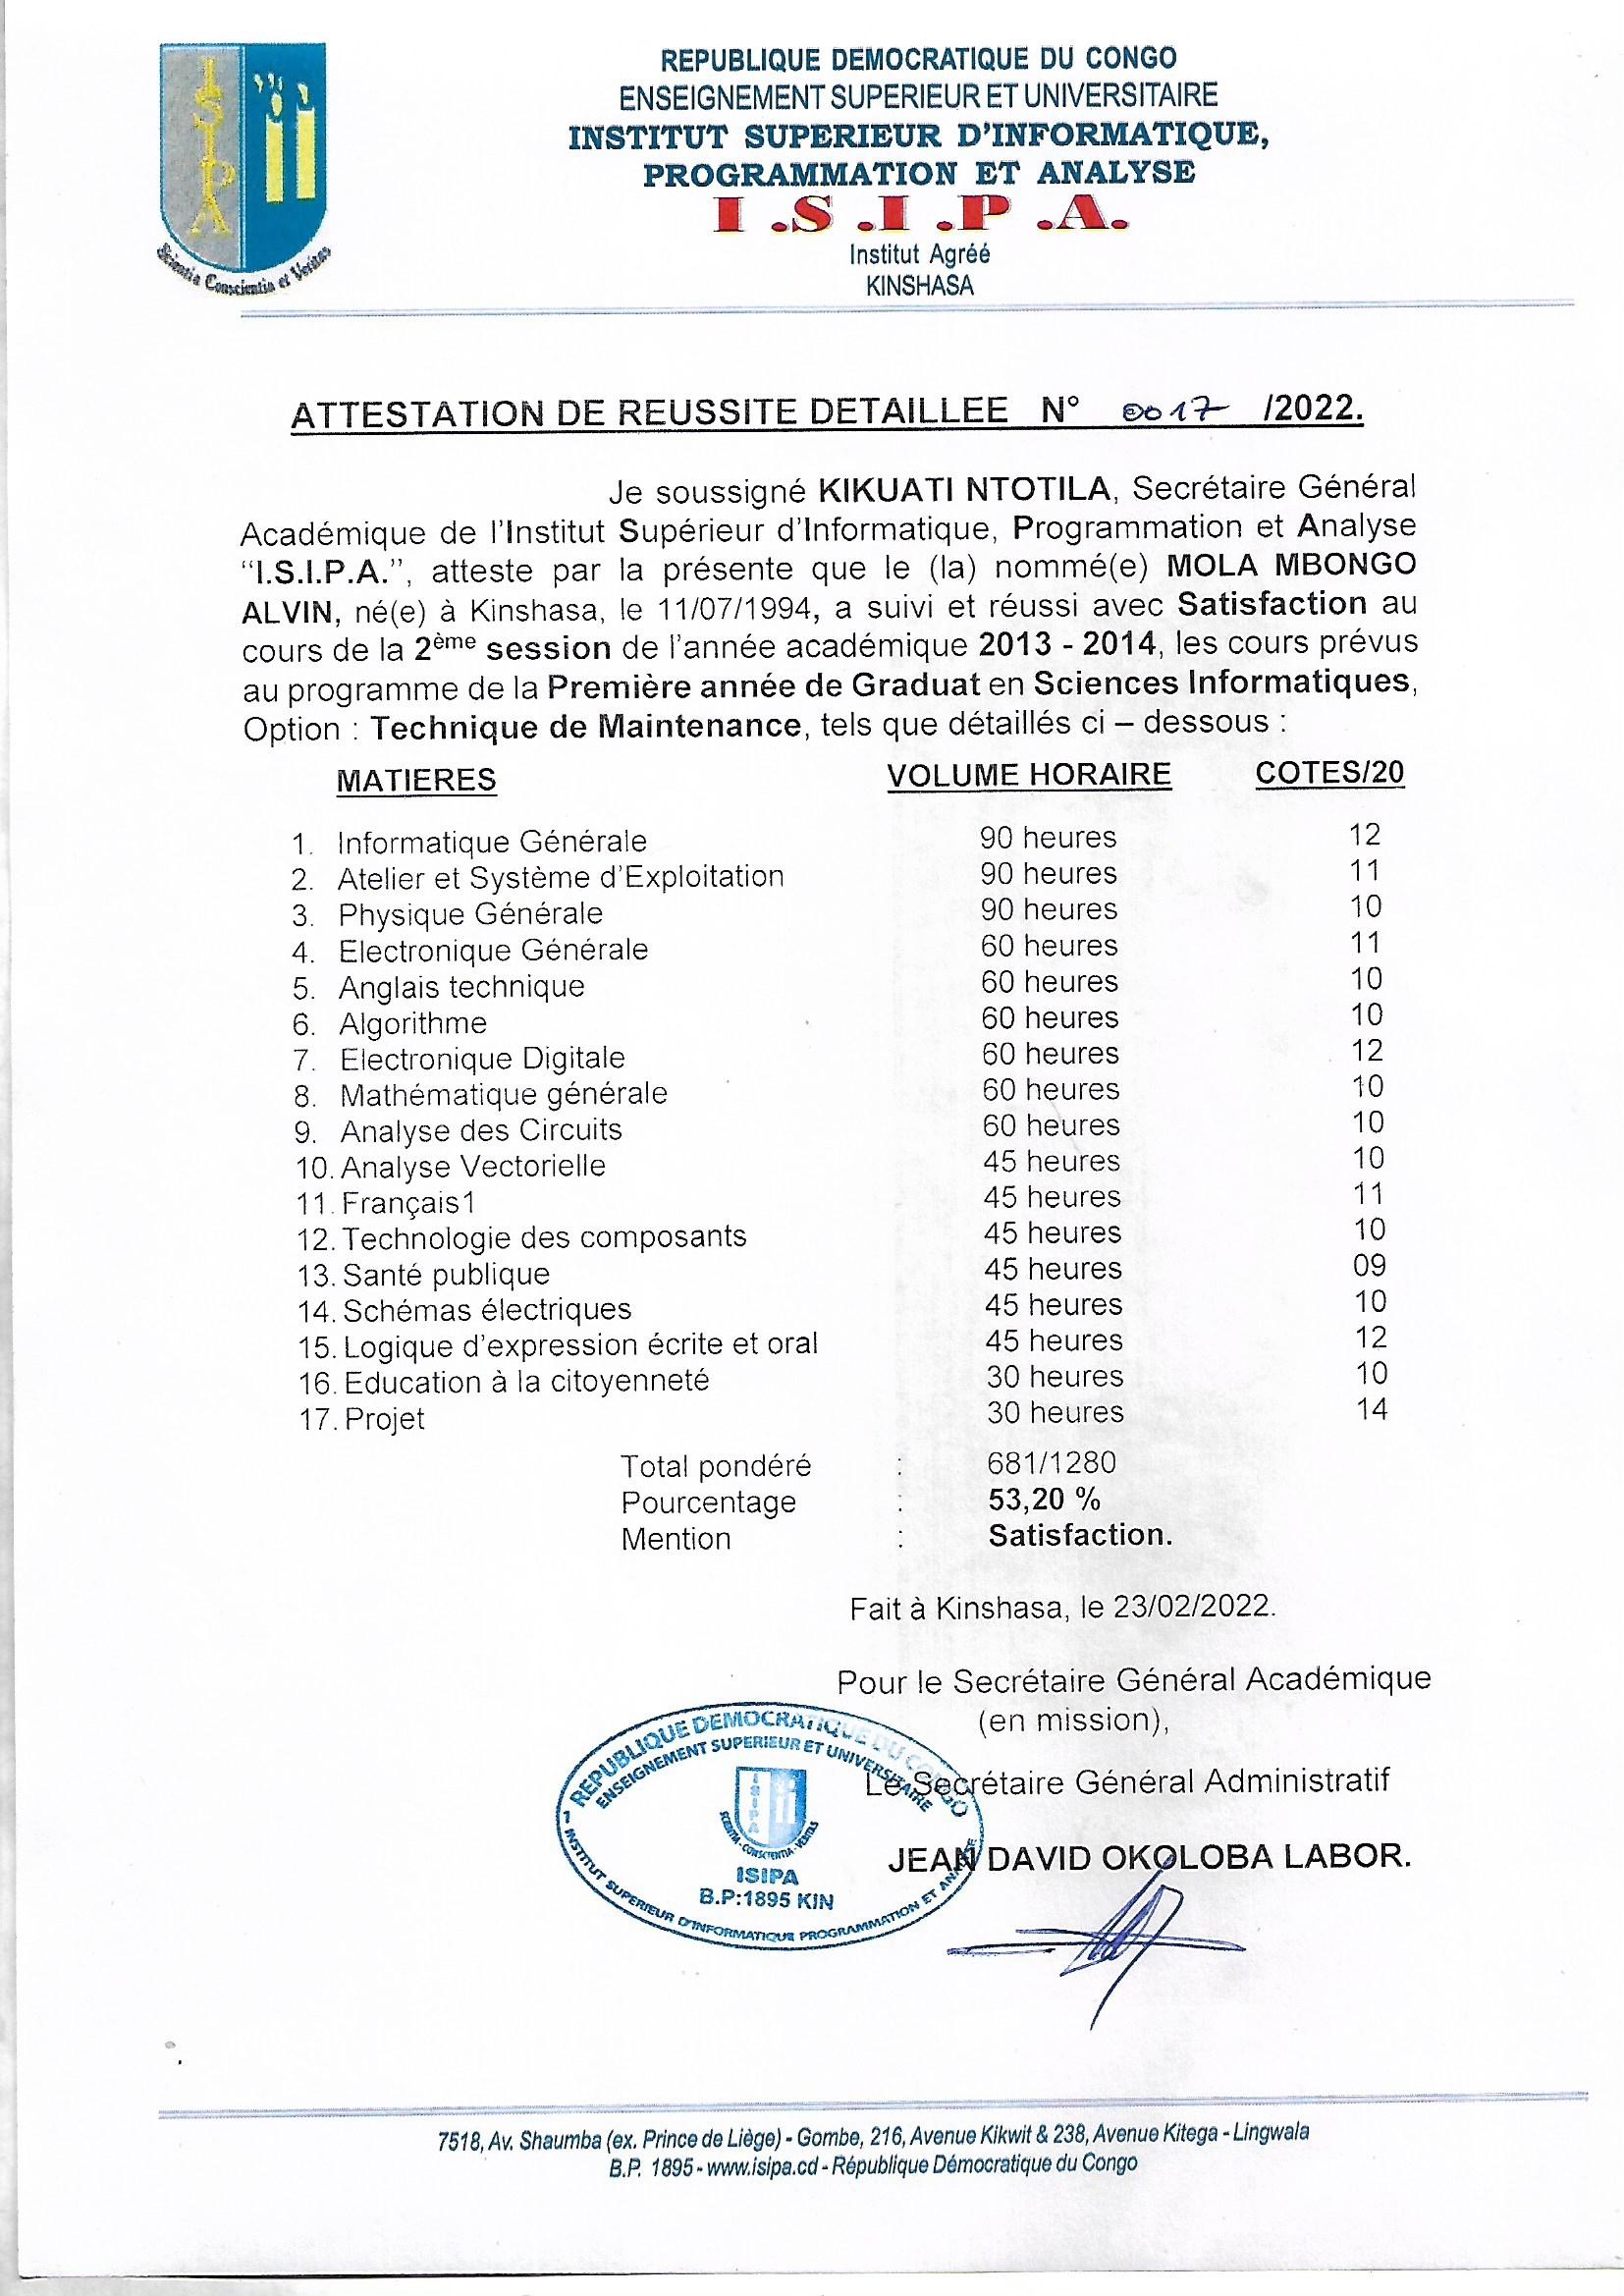 ISIPA
Scientia Conscientia et Veritas
REPUBLIQUE DEMOCRATIQUE DU CONGO
ENSEIGNEMENT SUPERIEUR ET UNIVERSITAIRE
INSTITUT SUPERIEUR D'INFORMATIQUE,
PROGRAMMATION ET ANALYSE
I.S.I.P.A.
Institut Agréé
KINSHASA
ATTESTATION DE REUSSITE DETAILLEE N° 0017 /2022.
Je soussigné KIKUATI NTOTILA, Secrétaire Général
Académique de l'Institut Supérieur d'Informatique, Programmation et Analyse
"I.S.I.P.A.", atteste par la présente que le (la) nommé(e) MOLA MBONGO
ALVIN, né(e) à Kinshasa, le 11/07/1994, a suivi et réussi avec Satisfaction au
cours de la 2ème session de l'année académique 2013 - 2014, les cours prévus
au programme de la Première année de Graduat en Sciences Informatiques,
Option : Technique de Maintenance, tels que détaillés ci – dessous :
MATIERES VOLUME HORAIRE COTES/20
1. Informatique Générale 90 heures 12
2. Atelier et Système d'Exploitation 90 heures 11
3. Physique Générale 90 heures 10
4. Electronique Générale 60 heures 11
5. Anglais technique 60 heures 10
6. Algorithme 60 heures 10
7. Electronique Digitale 60 heures 12
8. Mathématique générale 60 heures 10
9. Analyse des Circuits 60 heures 10
10. Analyse Vectorielle 45 heures 10
11. Français1 45 heures 11
12. Technologie des composants 45 heures 10
13. Santé publique 45 heures 09
14. Schémas électriques 45 heures 10
15. Logique d'expression écrite et oral 45 heures 12
16. Education à la citoyenneté 30 heures 10
17. Projet 30 heures 14
Total pondéré : 681/1280
Pourcentage : 53,20 %
Mention : Satisfaction.
Fait à Kinshasa, le 23/02/2022.
Pour le Secrétaire Général Académique
(en mission),
Le Secrétaire Général Administratif
JEAN DAVID OKOLOBA LABOR.
REPUBLIQUE DEMOCRATIQUE DU CONGO
ENSEIGNEMENT SUPERIEUR ET UNIVERSITAIRE
ISIPA
SCIENTIA - CONSCIENTIA - VERITAS
ISIPA
B.P:1895 KIN
INSTITUT SUPERIEUR D'INFORMATIQUE PROGRAMMATION ET ANALYSE
7518, Av. Shaumba (ex. Prince de Liège) - Gombe, 216, Avenue Kikwit & 238, Avenue Kitega - Lingwala
B.P. 1895 - www.isipa.cd - République Démocratique du Congo